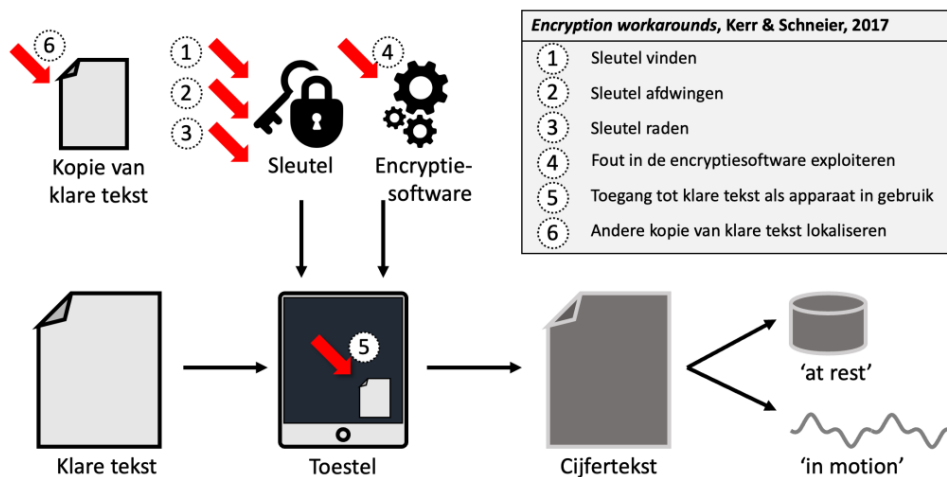 6
Kopie van
klare tekst
1
2
3
Sleutel
4
Encryptie-
software
Encryption workarounds, Kerr & Schneier, 2017
1 Sleutel vinden
2 Sleutel afdwingen
3 Sleutel raden
4 Fout in de encryptiesoftware exploiteren
5 Toegang tot klare tekst als apparaat in gebruik
6 Andere kopie van klare tekst lokaliseren
5
Klare tekst
Toestel
Cijfertekst
‘at rest’
‘in motion’